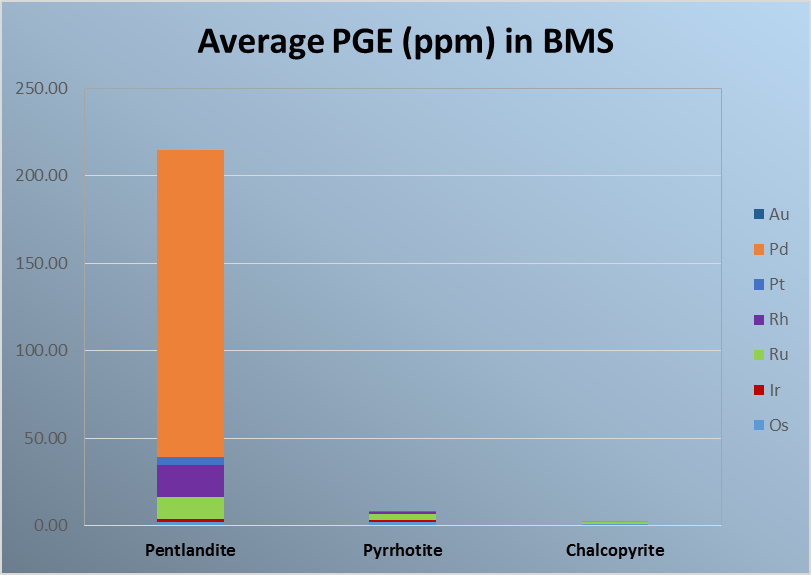 Average PGE (ppm) in BMS
250.00
200.00
150.00
100.00
50.00
0.00
Pentlandite Pyrrhotite Chalcopyrite
Au
Pd
Pt
Rh
Ru
Ir
Os